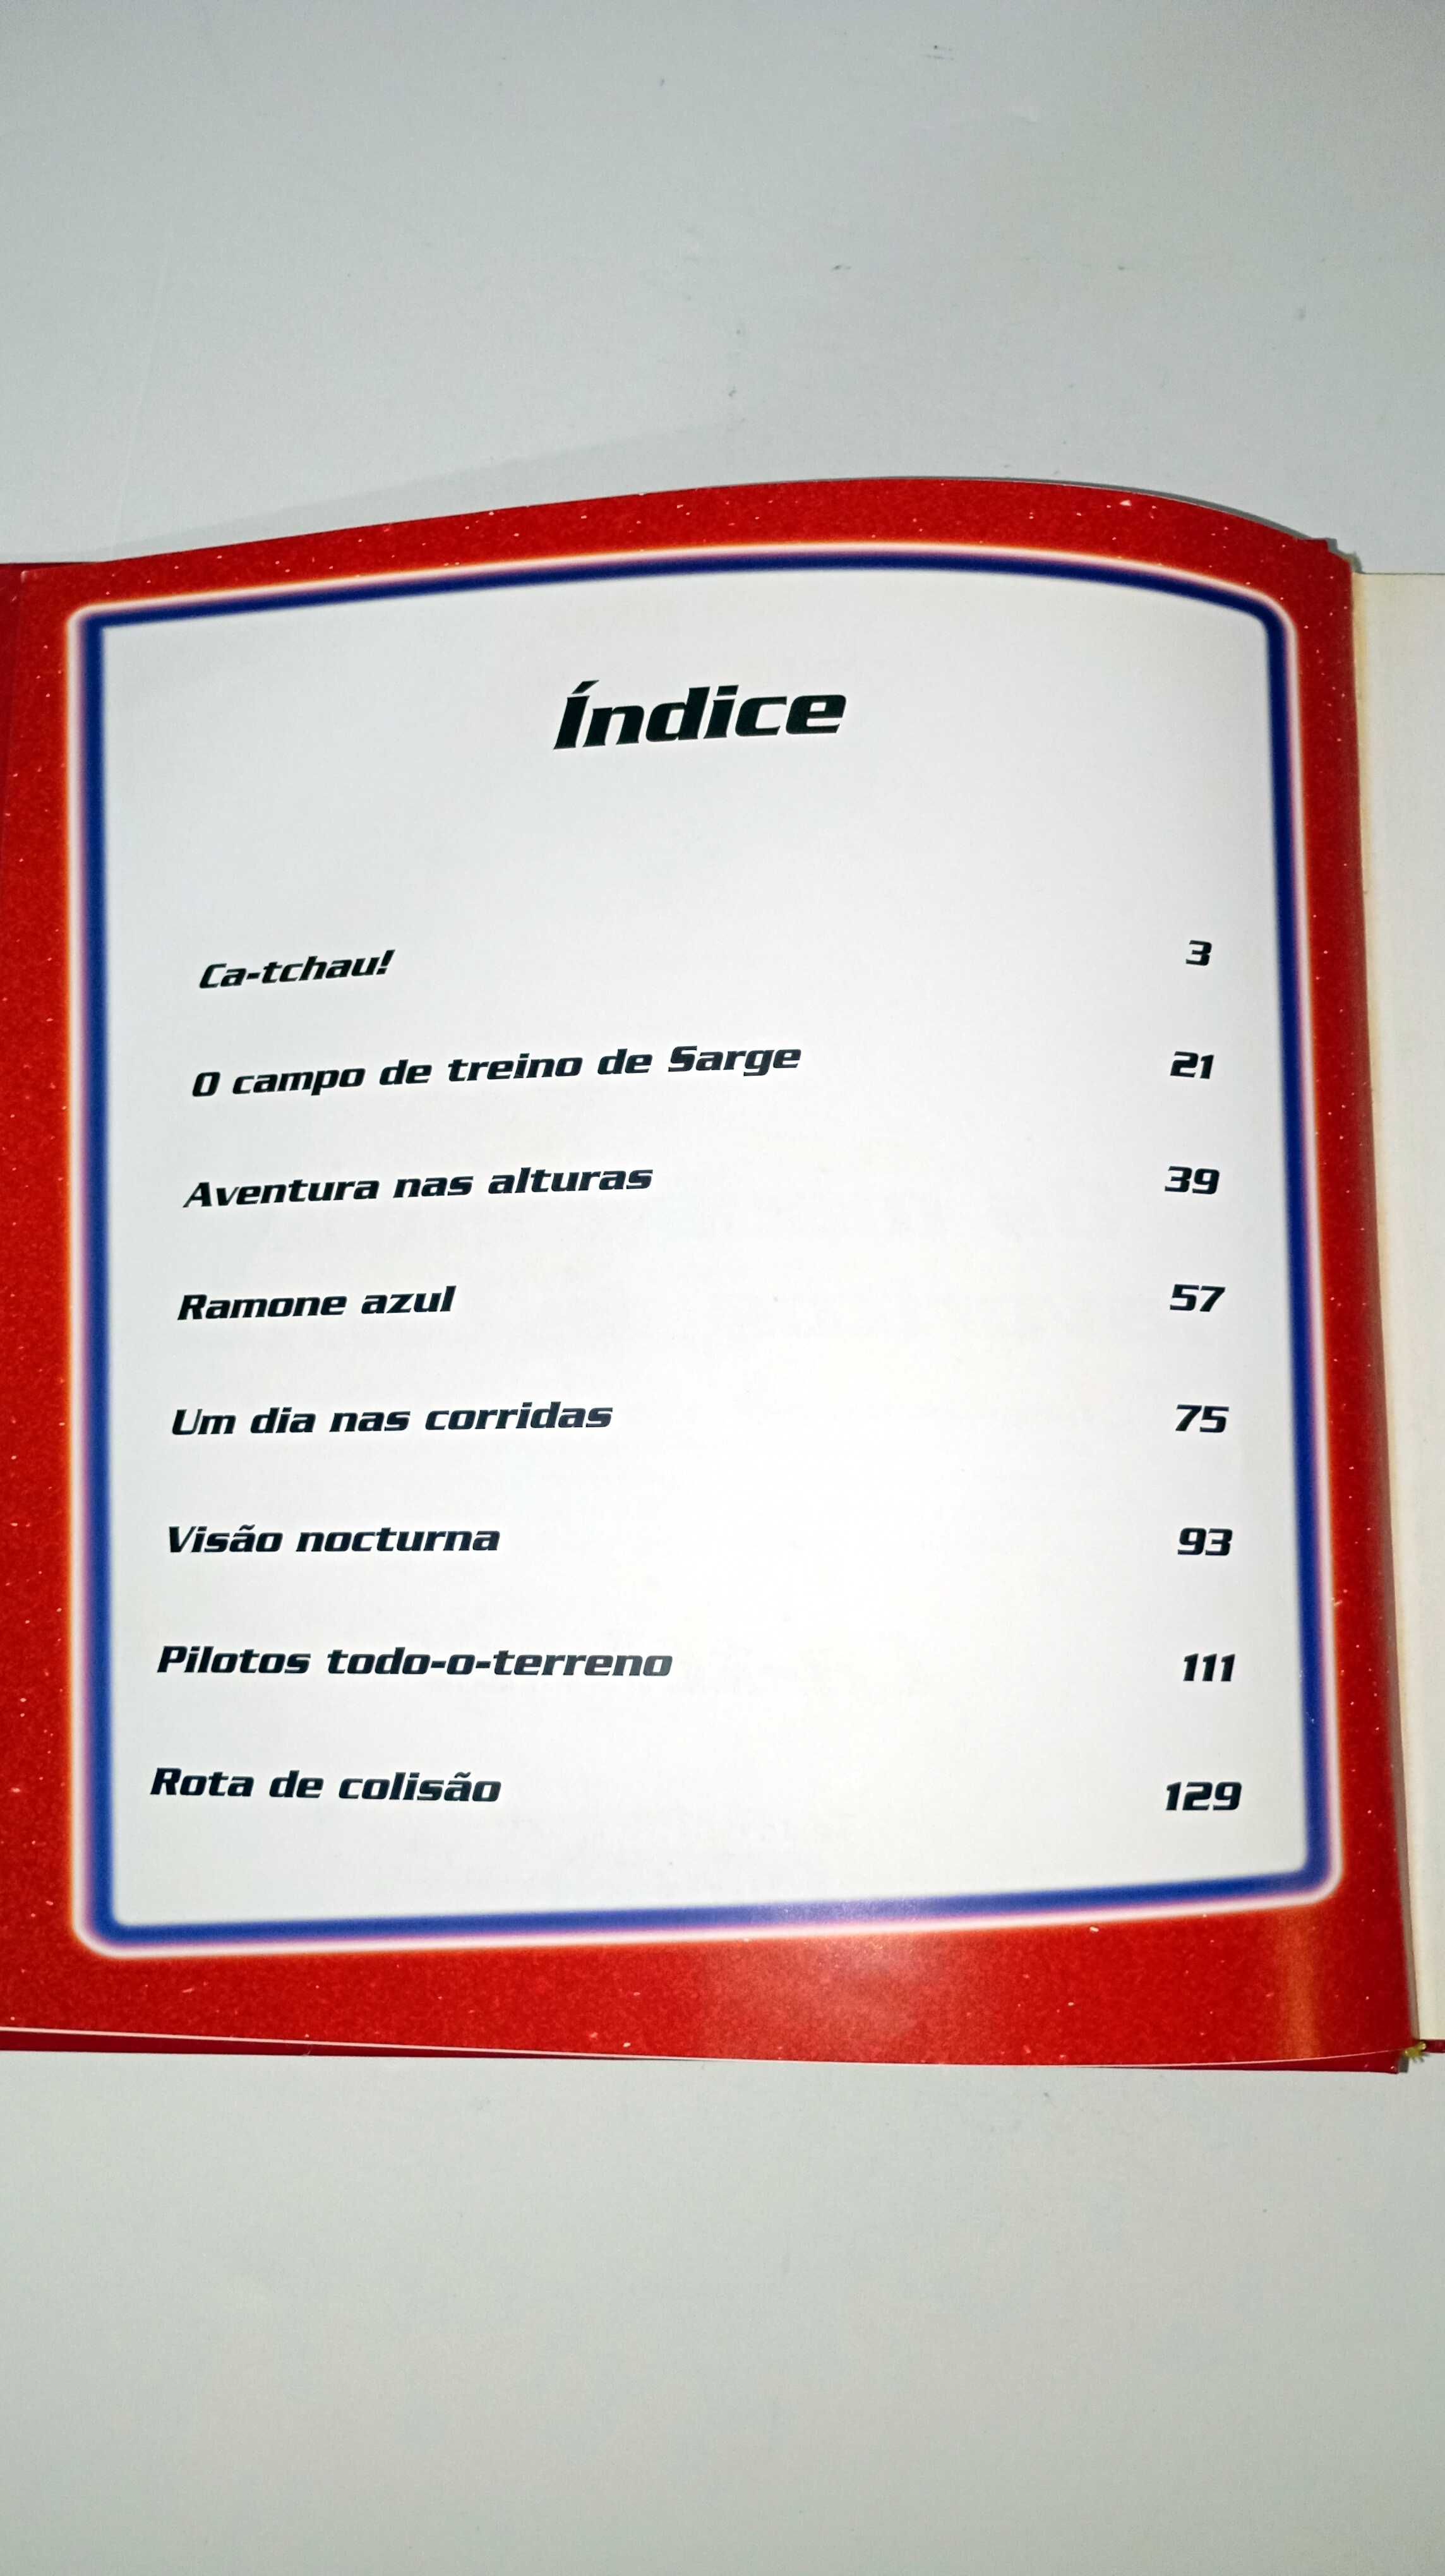 Índice
Ca-tchau! 3
O campo de treino de Sarge 21
Aventura nas alturas 39
Ramone azul 57
Um dia nas corridas 75
Visão nocturna 93
Pilotos todo-o-terreno 111
Rota de colisão 129